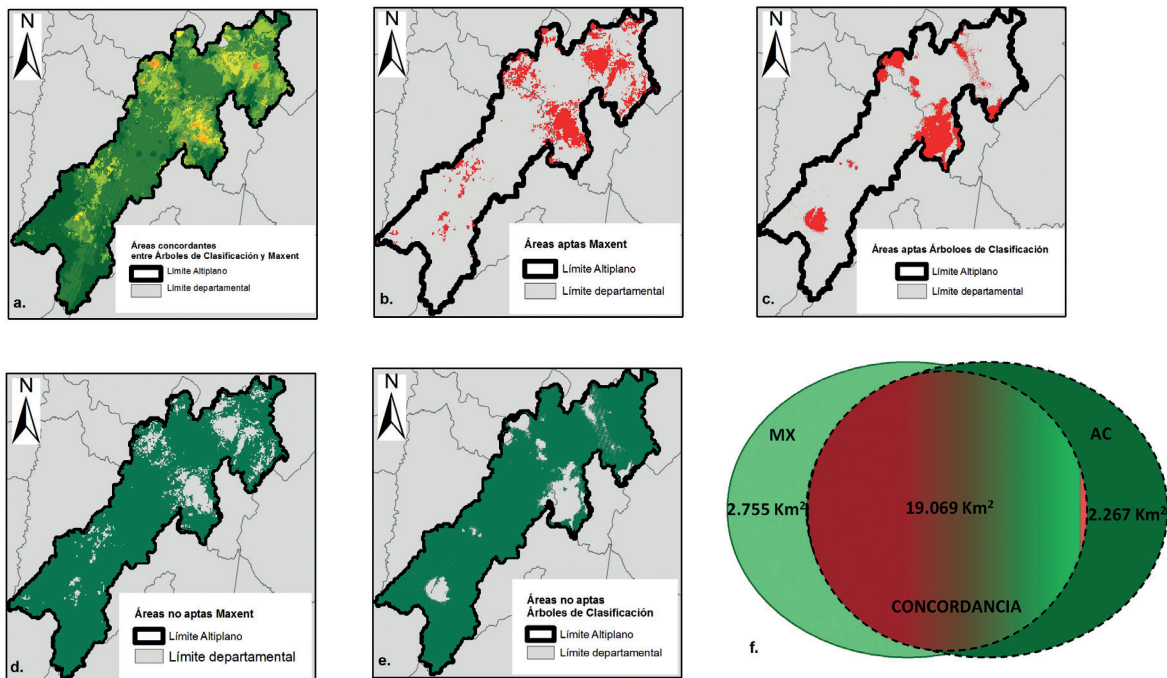 N
Áreas concordantes
entre Árboles de Clasificación y Maxent
Límite Altiplano
Límite departamental
a.
N
Áreas aptas Maxent
Límite Altiplano
Límite departamental
b.
N
Áreas aptas Árboloes de Clasificación
Límite Altiplano
Límite departamental
c.
N
Áreas no aptas Maxent
Límite Altiplano
Límite departamental
d.
N
Áreas no aptas
Árboles de Clasificación
Límite Altiplano
Límite departamental
e.
MX
AC
2.755 Km²
19.069 Km²
2.267 Km²
CONCORDANCIA
f.